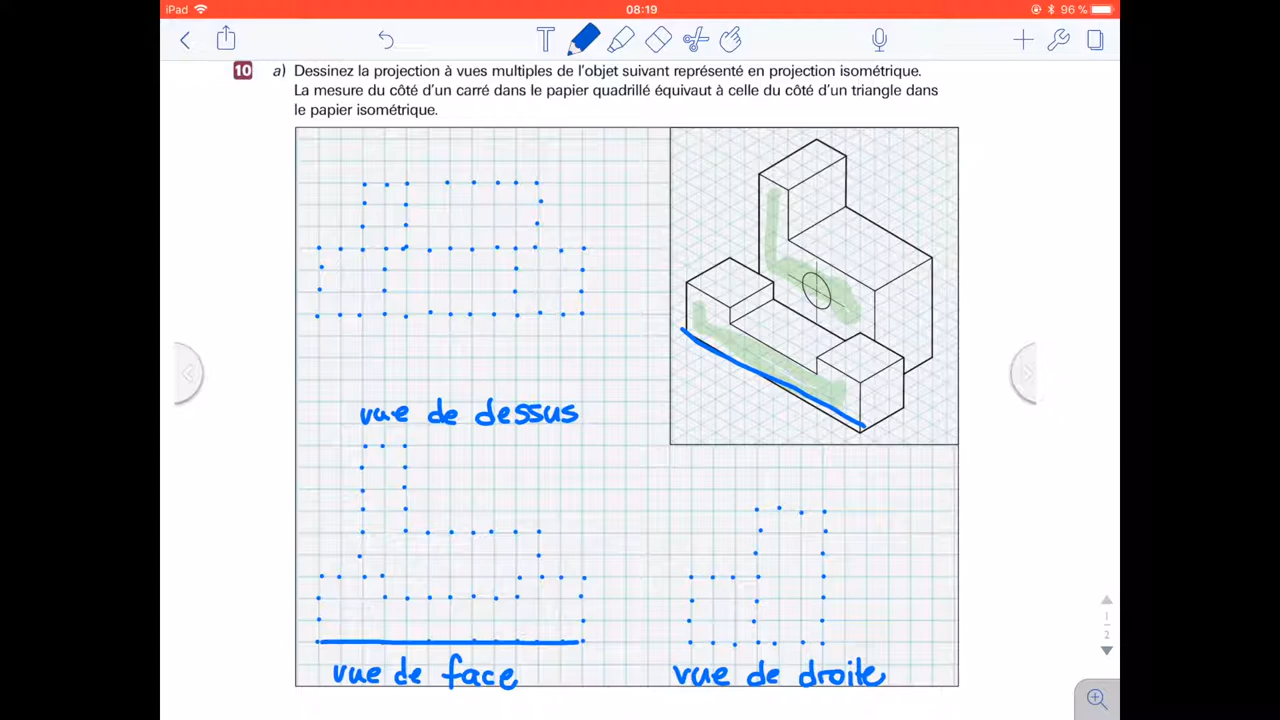 iPad 08:19 96 %
T
10 a) Dessinez la projection à vues multiples de l'objet suivant représenté en projection isométrique.
La mesure du côté d'un carré dans le papier quadrillé équivaut à celle du côté d'un triangle dans
le papier isométrique.
vue de dessus
vue de face
vue de droite
1
2